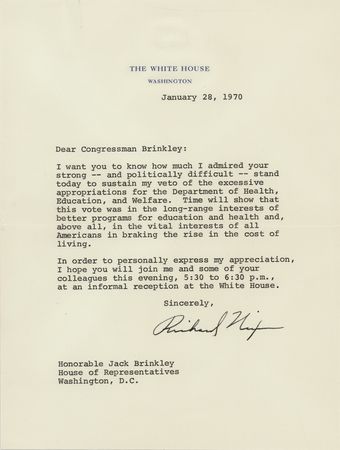 THE WHITE HOUSE
WASHINGTON
January 28, 1970
Dear Congressman Brinkley:
I want you to know how much I admired your
strong -- and politically difficult -- stand
today to sustain my veto of the excessive
appropriations for the Department of Health,
Education, and Welfare. Time will show that
this vote was in the long-range interests of
better programs for education and health and,
above all, in the vital interests of all
Americans in braking the rise in the cost of
living.
In order to personally express my appreciation,
I hope you will join me and some of your
colleagues this evening, 5:30 to 6:30 p.m.,
at an informal reception at the White House.
Sincerely,
Richard Nixon
Honorable Jack Brinkley
House of Representatives
Washington, D.C.